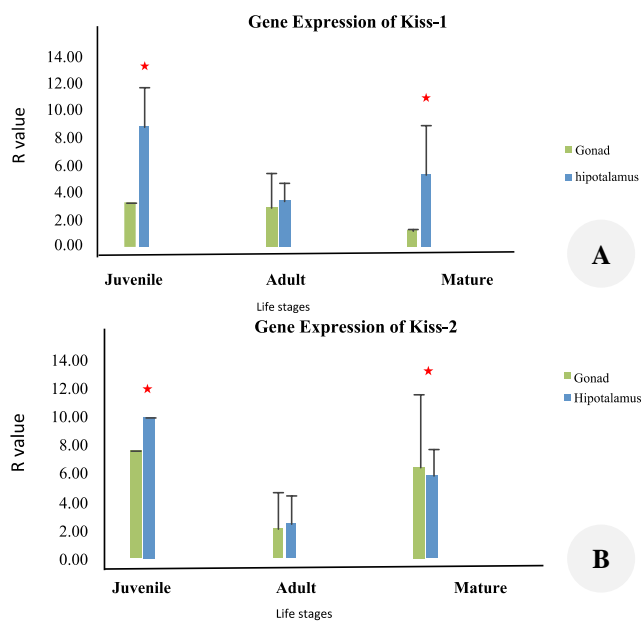 Gene Expression of Kiss-1
R value
14.00
12.00
10.00
8.00
6.00
4.00
2.00
0.00
Juvenile Adult Mature
Life stages
Gonad
hipotalamus
A
Gene Expression of Kiss-2
R value
14.00
12.00
10.00
8.00
6.00
4.00
2.00
0.00
Juvenile Adult Mature
Life stages
Gonad
Hipotalamus
B